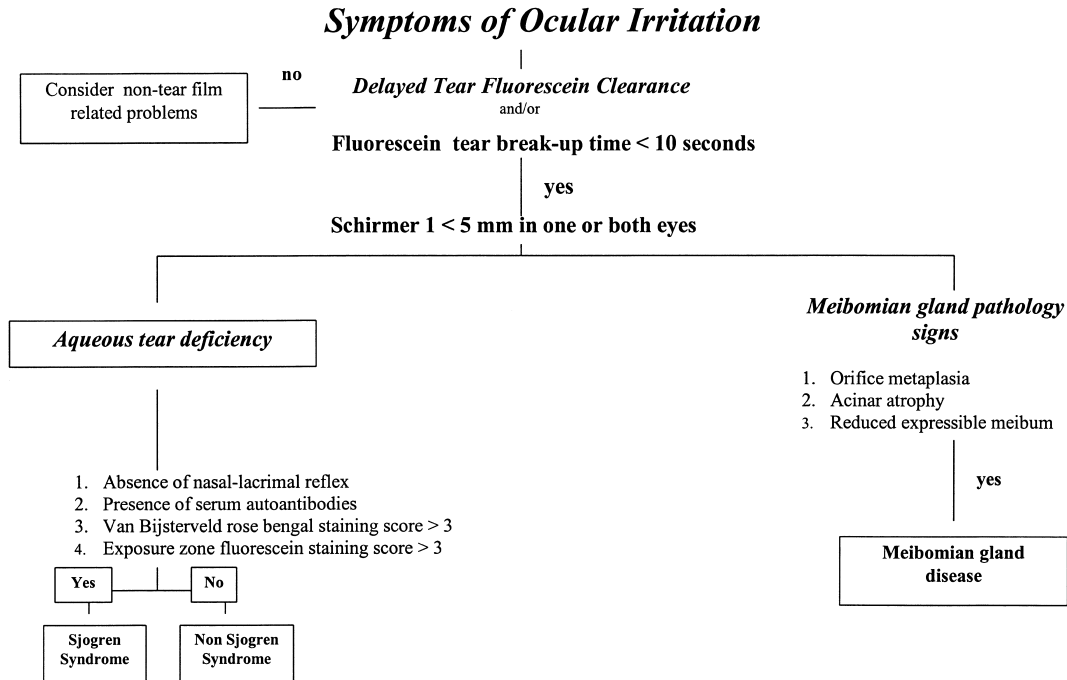 Symptoms of Ocular Irritation
no
Consider non-tear film
related problems
Delayed Tear Fluorescein Clearance
and/or
Fluorescein tear break-up time < 10 seconds
yes
Schirmer 1 < 5 mm in one or both eyes
Aqueous tear deficiency
1. Absence of nasal-lacrimal reflex
2. Presence of serum autoantibodies
3. Van Bijsterveld rose bengal staining score > 3
4. Exposure zone fluorescein staining score > 3
Yes
No
Sjogren
Syndrome
Non Sjogren
Syndrome
Meibomian gland pathology
signs
1. Orifice metaplasia
2. Acinar atrophy
3. Reduced expressible meibum
yes
Meibomian gland
disease